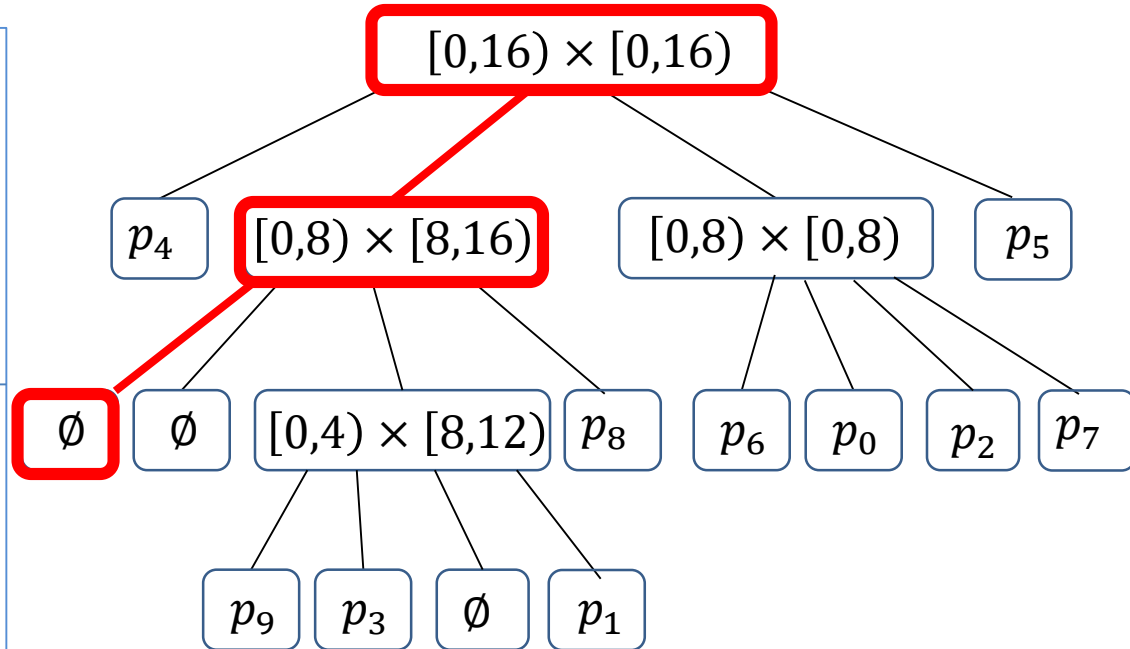 [0,16) × [0,16)
p₄ [0,8) × [8,16) [0,8) × [0,8) p₅
∅ ∅ [0,4) × [8,12) p₈ p₆ p₀ p₂ p₇
p₉ p₃ ∅ p₁